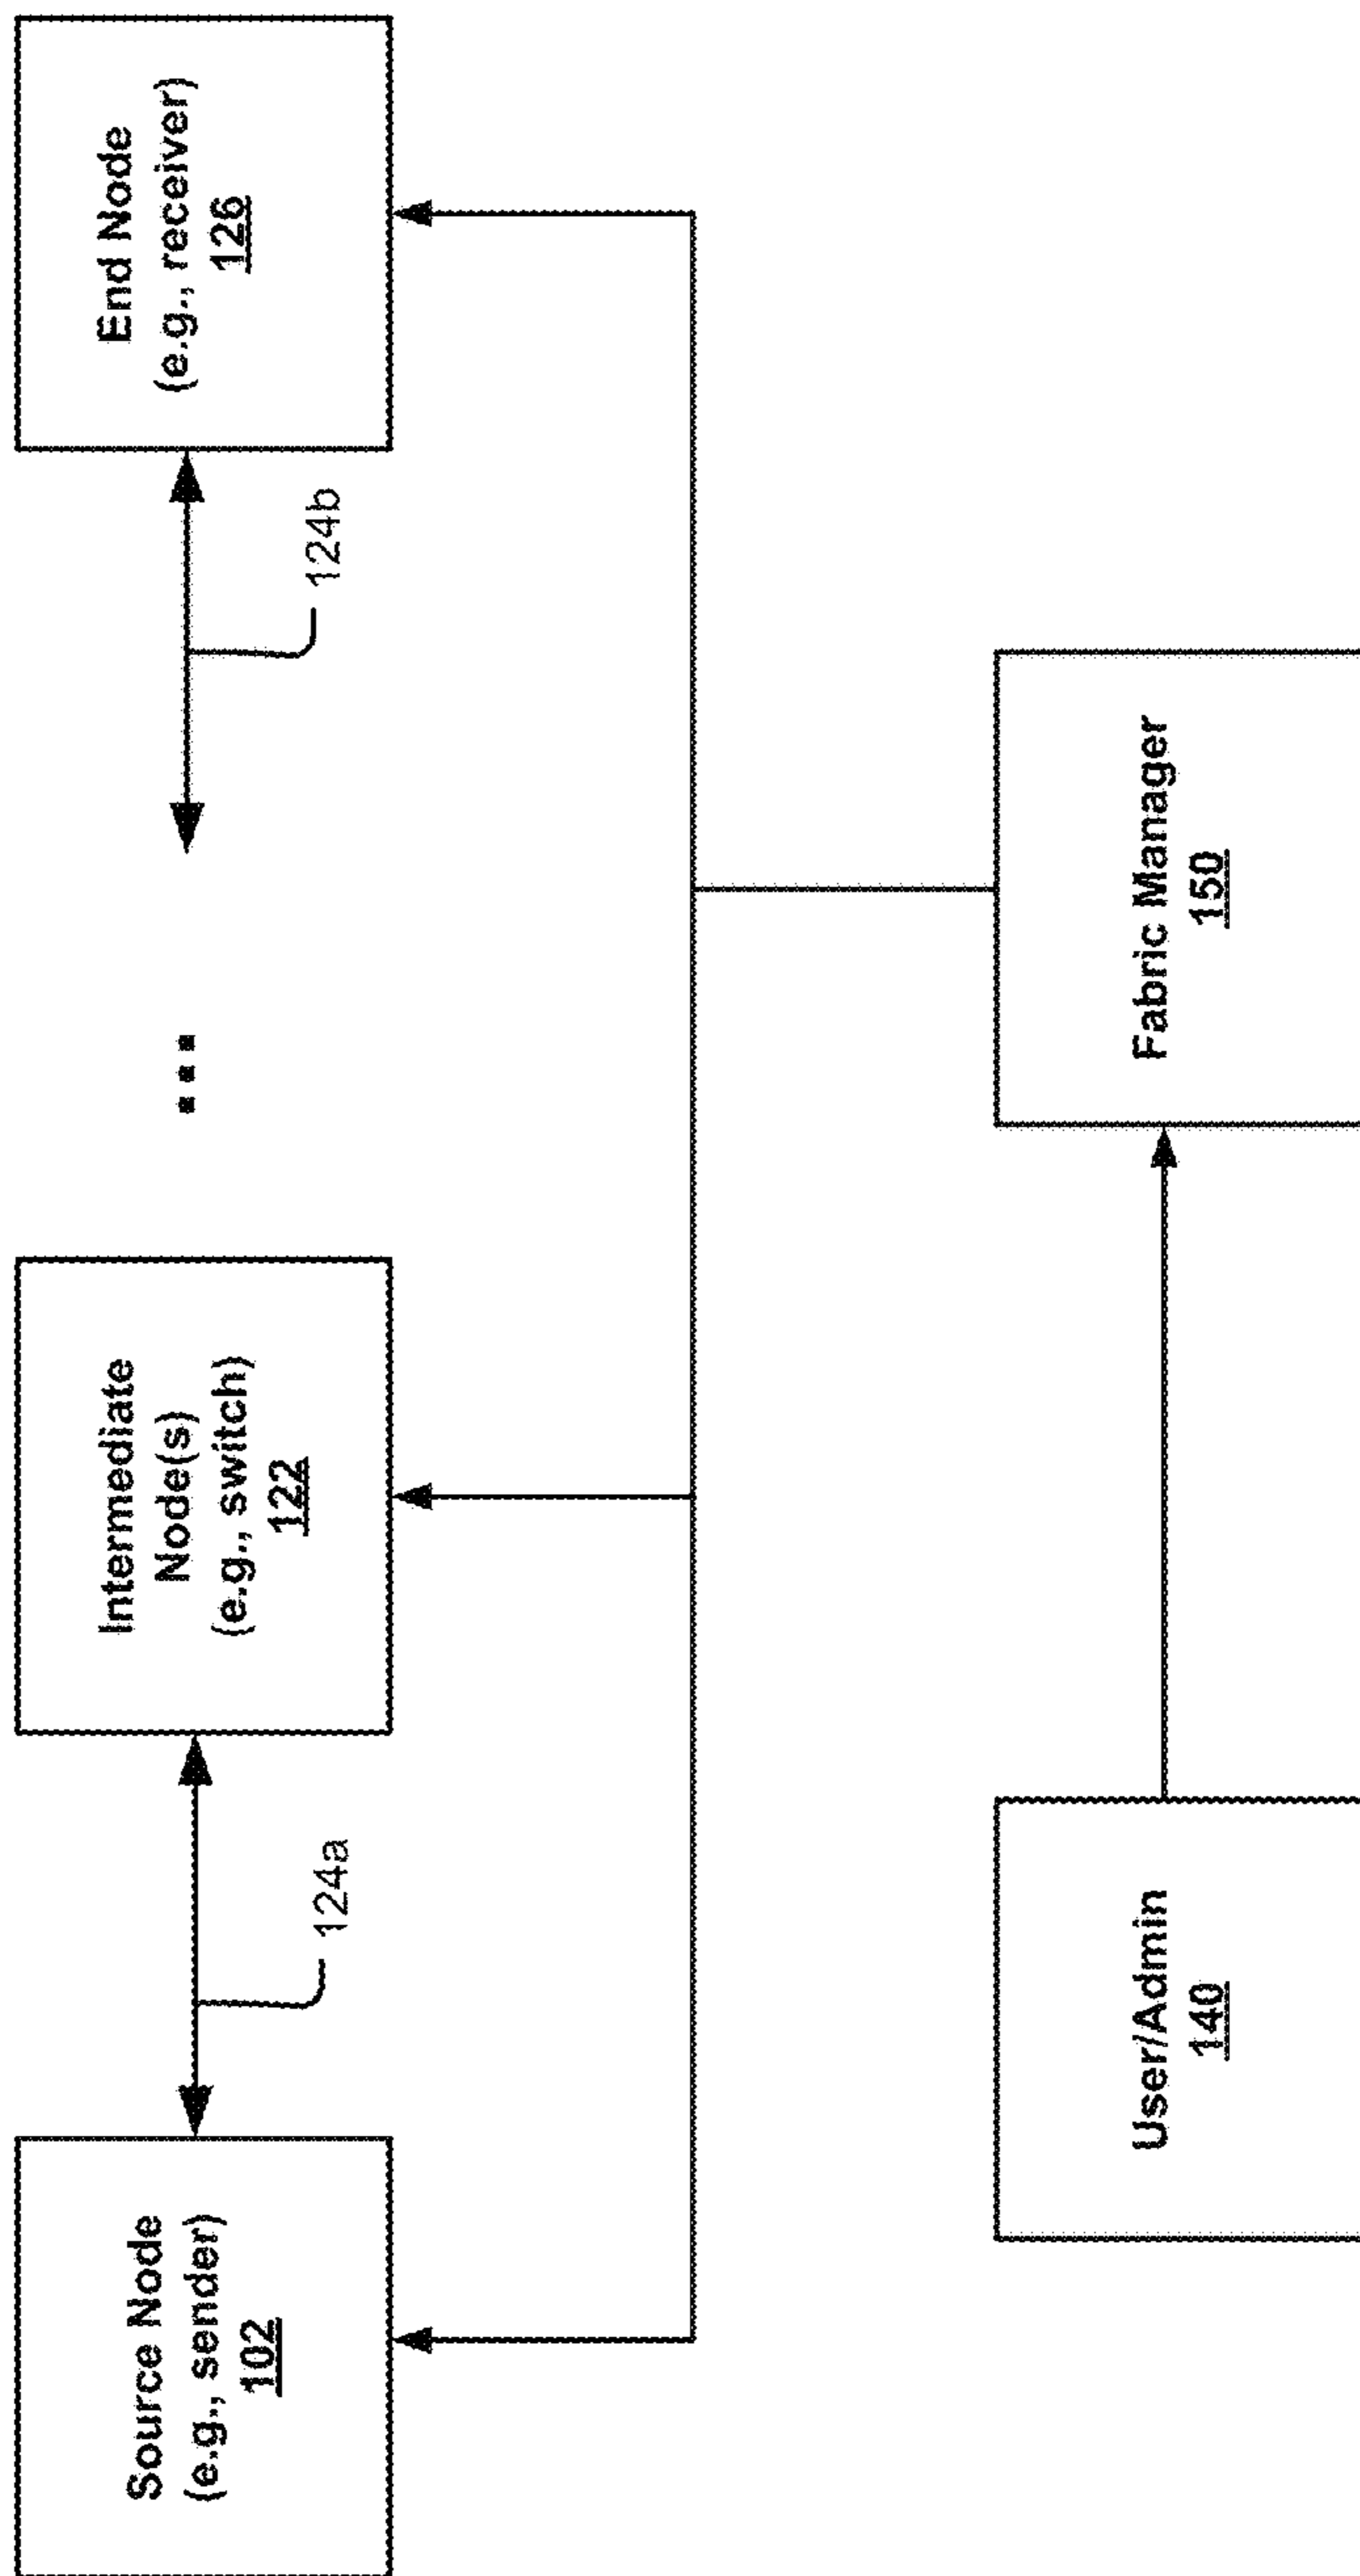 Source Node
(e.g., sender)
102
124a
Intermediate
Node(s)
(e.g., switch)
122
...
124b
End Node
(e.g., receiver)
126
User/Admin
140
Fabric Manager
150